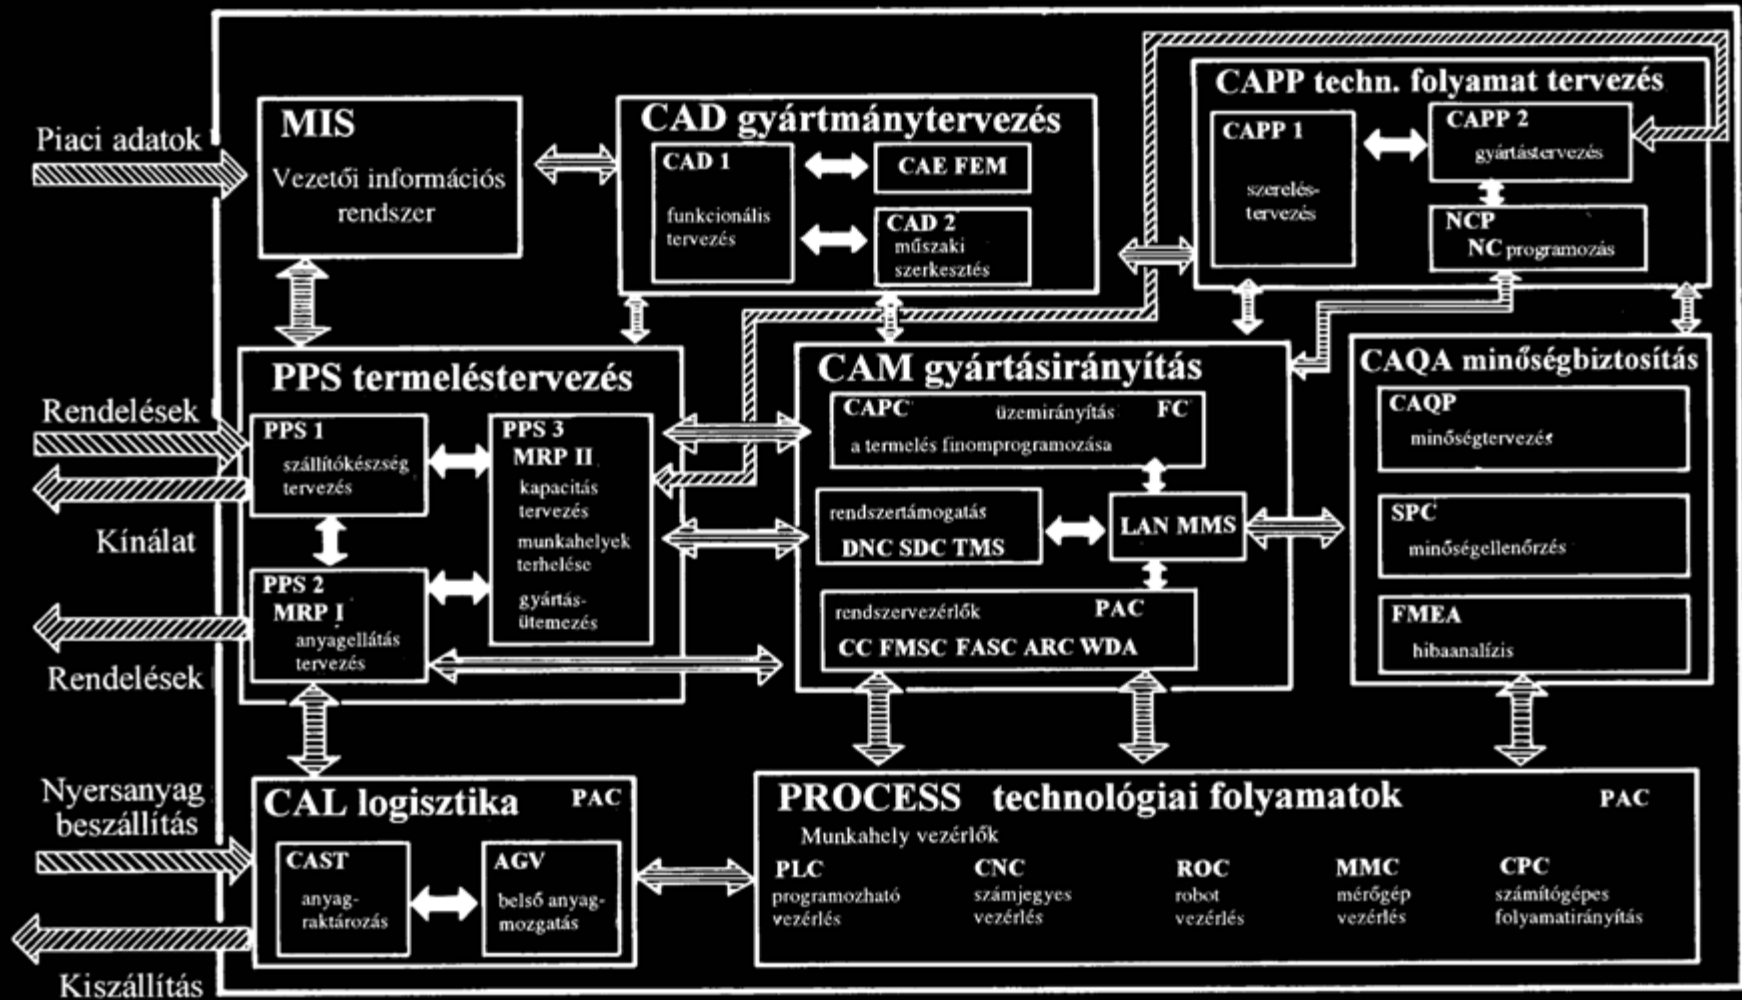 Piaci adatok
MIS
Vezetői információs
rendszer
CAD gyártmánytervezés
CAD 1
funkcionális
tervezés
CAE FEM
CAD 2
műszaki
szerkesztés
CAPP techn. folyamat tervezés
CAPP 1
szerelés-
tervezés
CAPP 2
gyártástervezés
NCP
NC programozás
Rendelések
Kínálat
Rendelések
PPS termeléstervezés
PPS 1
szállítókészség
tervezés
PPS 2
MRP I
anyagellátás
tervezés
PPS 3
MRP II
kapacitás
tervezés
munkahelyek
terhelése
gyártás-
ütemezés
CAM gyártásirányítás
CAPC üzemirányítás FC
a termelés finomprogramozása
rendszertámogatás
DNC SDC TMS
LAN MMS
rendszervezérlők PAC
CC FMSC FASC ARC WDA
CAQA minőségbiztosítás
CAQP
minőségtervezés
SPC
minőségellenőrzés
FMEA
hibaanalízis
Nyersanyag
beszállítás
Kiszállítás
CAL logisztika PAC
CAST
anyag-
raktározás
AGV
belső anyag-
mozgatás
PROCESS technológiai folyamatok PAC
Munkahely vezérlők
PLC
programozható
vezérlés
CNC
számjegyes
vezérlés
ROC
robot
vezérlés
MMC
mérőgép
vezérlés
CPC
számítógépes
folyamatirányítás